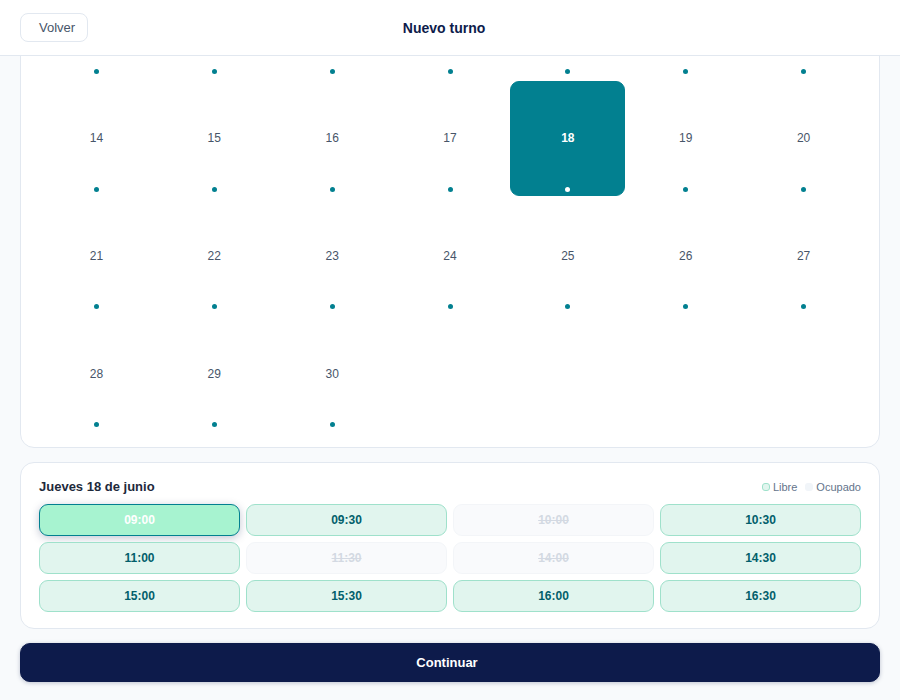 Volver
Nuevo turno
14 15 16 17 18 19 20
21 22 23 24 25 26 27
28 29 30
Jueves 18 de junio
Libre Ocupado
09:00 09:30 10:00 10:30
11:00 11:30 14:00 14:30
15:00 15:30 16:00 16:30
Continuar